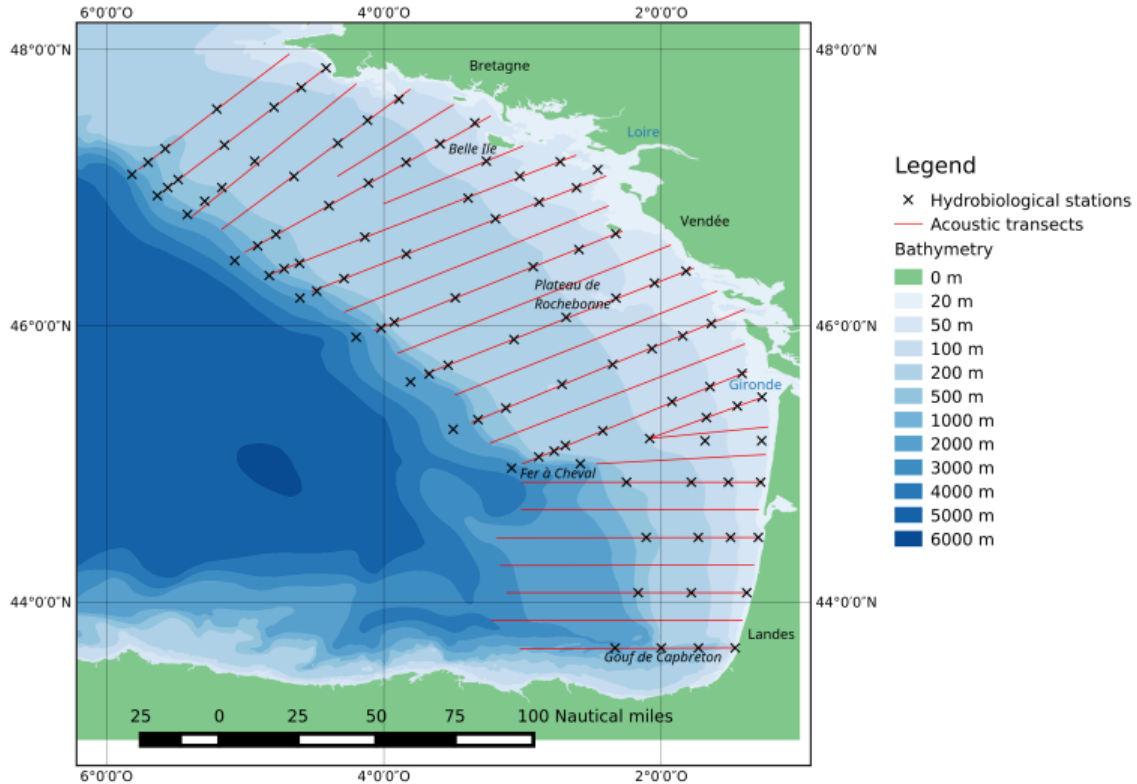 6°0′0″O 4°0′0″O 2°0′0″O
48°0′0″N 48°0′0″N
Bretagne
Loire
Belle Ile
Vendée
Plateau de
Rochebonne
46°0′0″N 46°0′0″N
Gironde
Fer à Cheval
44°0′0″N 44°0′0″N
Landes
Gouf de Capbreton
25 0 25 50 75 100 Nautical miles
6°0′0″O 4°0′0″O 2°0′0″O
Legend
Hydrobiological stations
Acoustic transects
Bathymetry
0 m
20 m
50 m
100 m
200 m
500 m
1000 m
2000 m
3000 m
4000 m
5000 m
6000 m